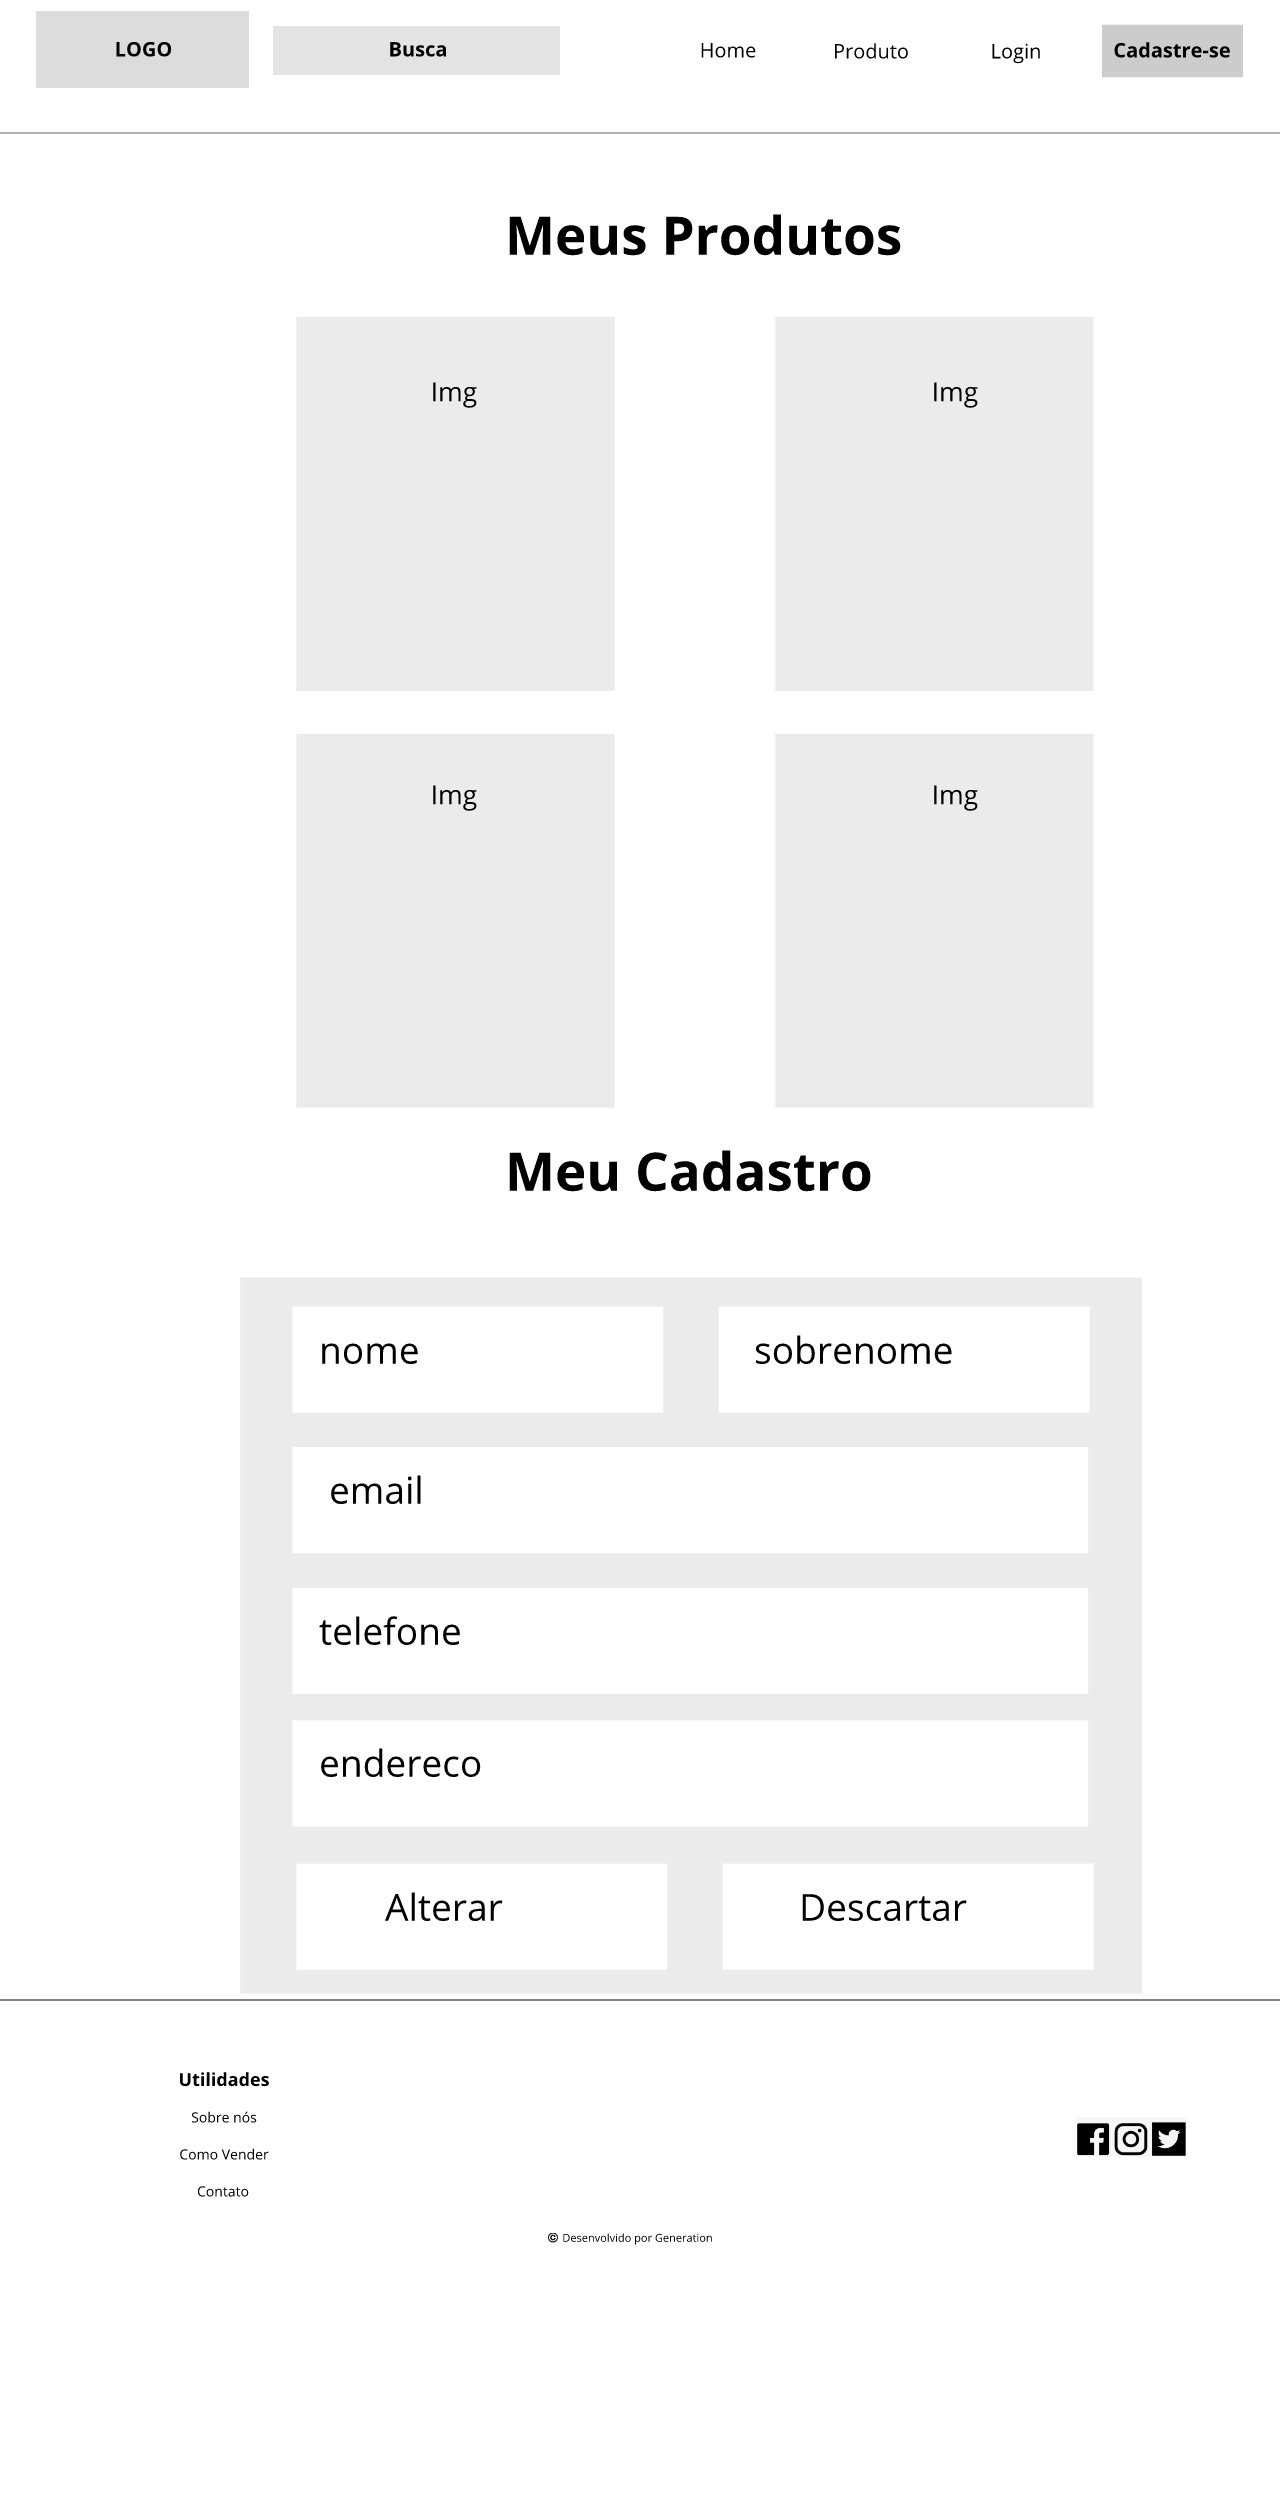 LOGO
Busca
Home
Produto
Login
Cadastre-se
Meus Produtos
Img
Img
Img
Img
Meu Cadastro
nome
sobrenome
email
telefone
endereco
Alterar
Descartar
Utilidades
Sobre nós
Como Vender
Contato
© Desenvolvido por Generation